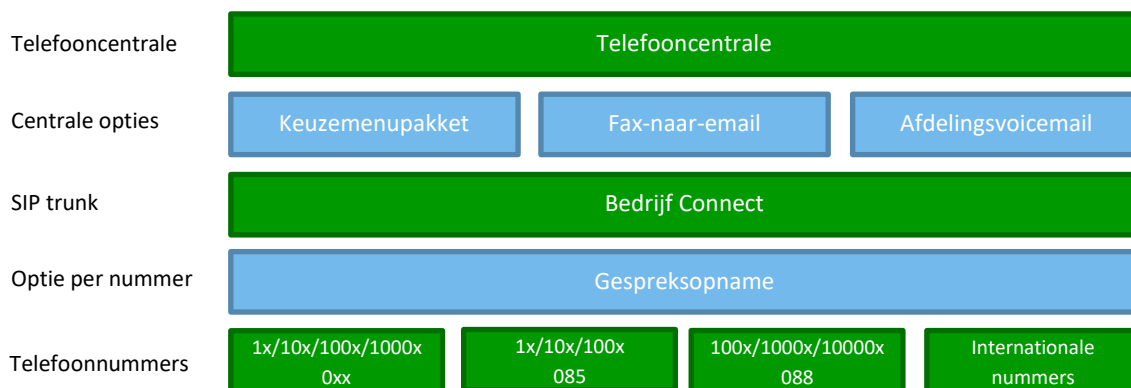 Telefooncentrale Telefooncentrale
Centrale opties Keuzemenupakket Fax-naar-email Afdelingsvoicemail
SIP trunk Bedrijf Connect
Optie per nummer Gespreksopname
Telefoonnummers 1x/10x/100x/1000x 1x/10x/100x 100x/1000x/10000x Internationale
0xx 085 088 nummers